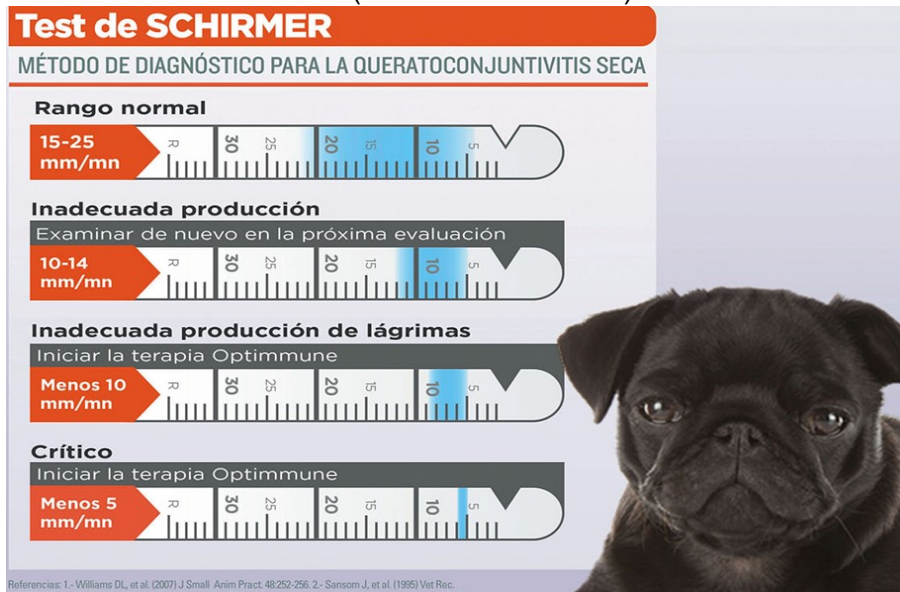 Test de SCHIRMER
MÉTODO DE DIAGNÓSTICO PARA LA QUERATOCONJUNTIVITIS SECA
Rango normal
15-25
mm/mn
R 30 25 20 15 10 5
Inadecuada producción
Examinar de nuevo en la próxima evaluación
10-14
mm/mn
R 30 25 20 15 10 5
Inadecuada producción de lágrimas
Iniciar la terapia Optimmune
Menos 10
mm/mn
R 30 25 20 15 10 5
Crítico
Iniciar la terapia Optimmune
Menos 5
mm/mn
R 30 25 20 15 10 5
Referencias: 1.- Williams DL, et al. (2007) J Small Anim Pract. 48:252-256. 2.- Sansom J, et al. (1995) Vet Rec.